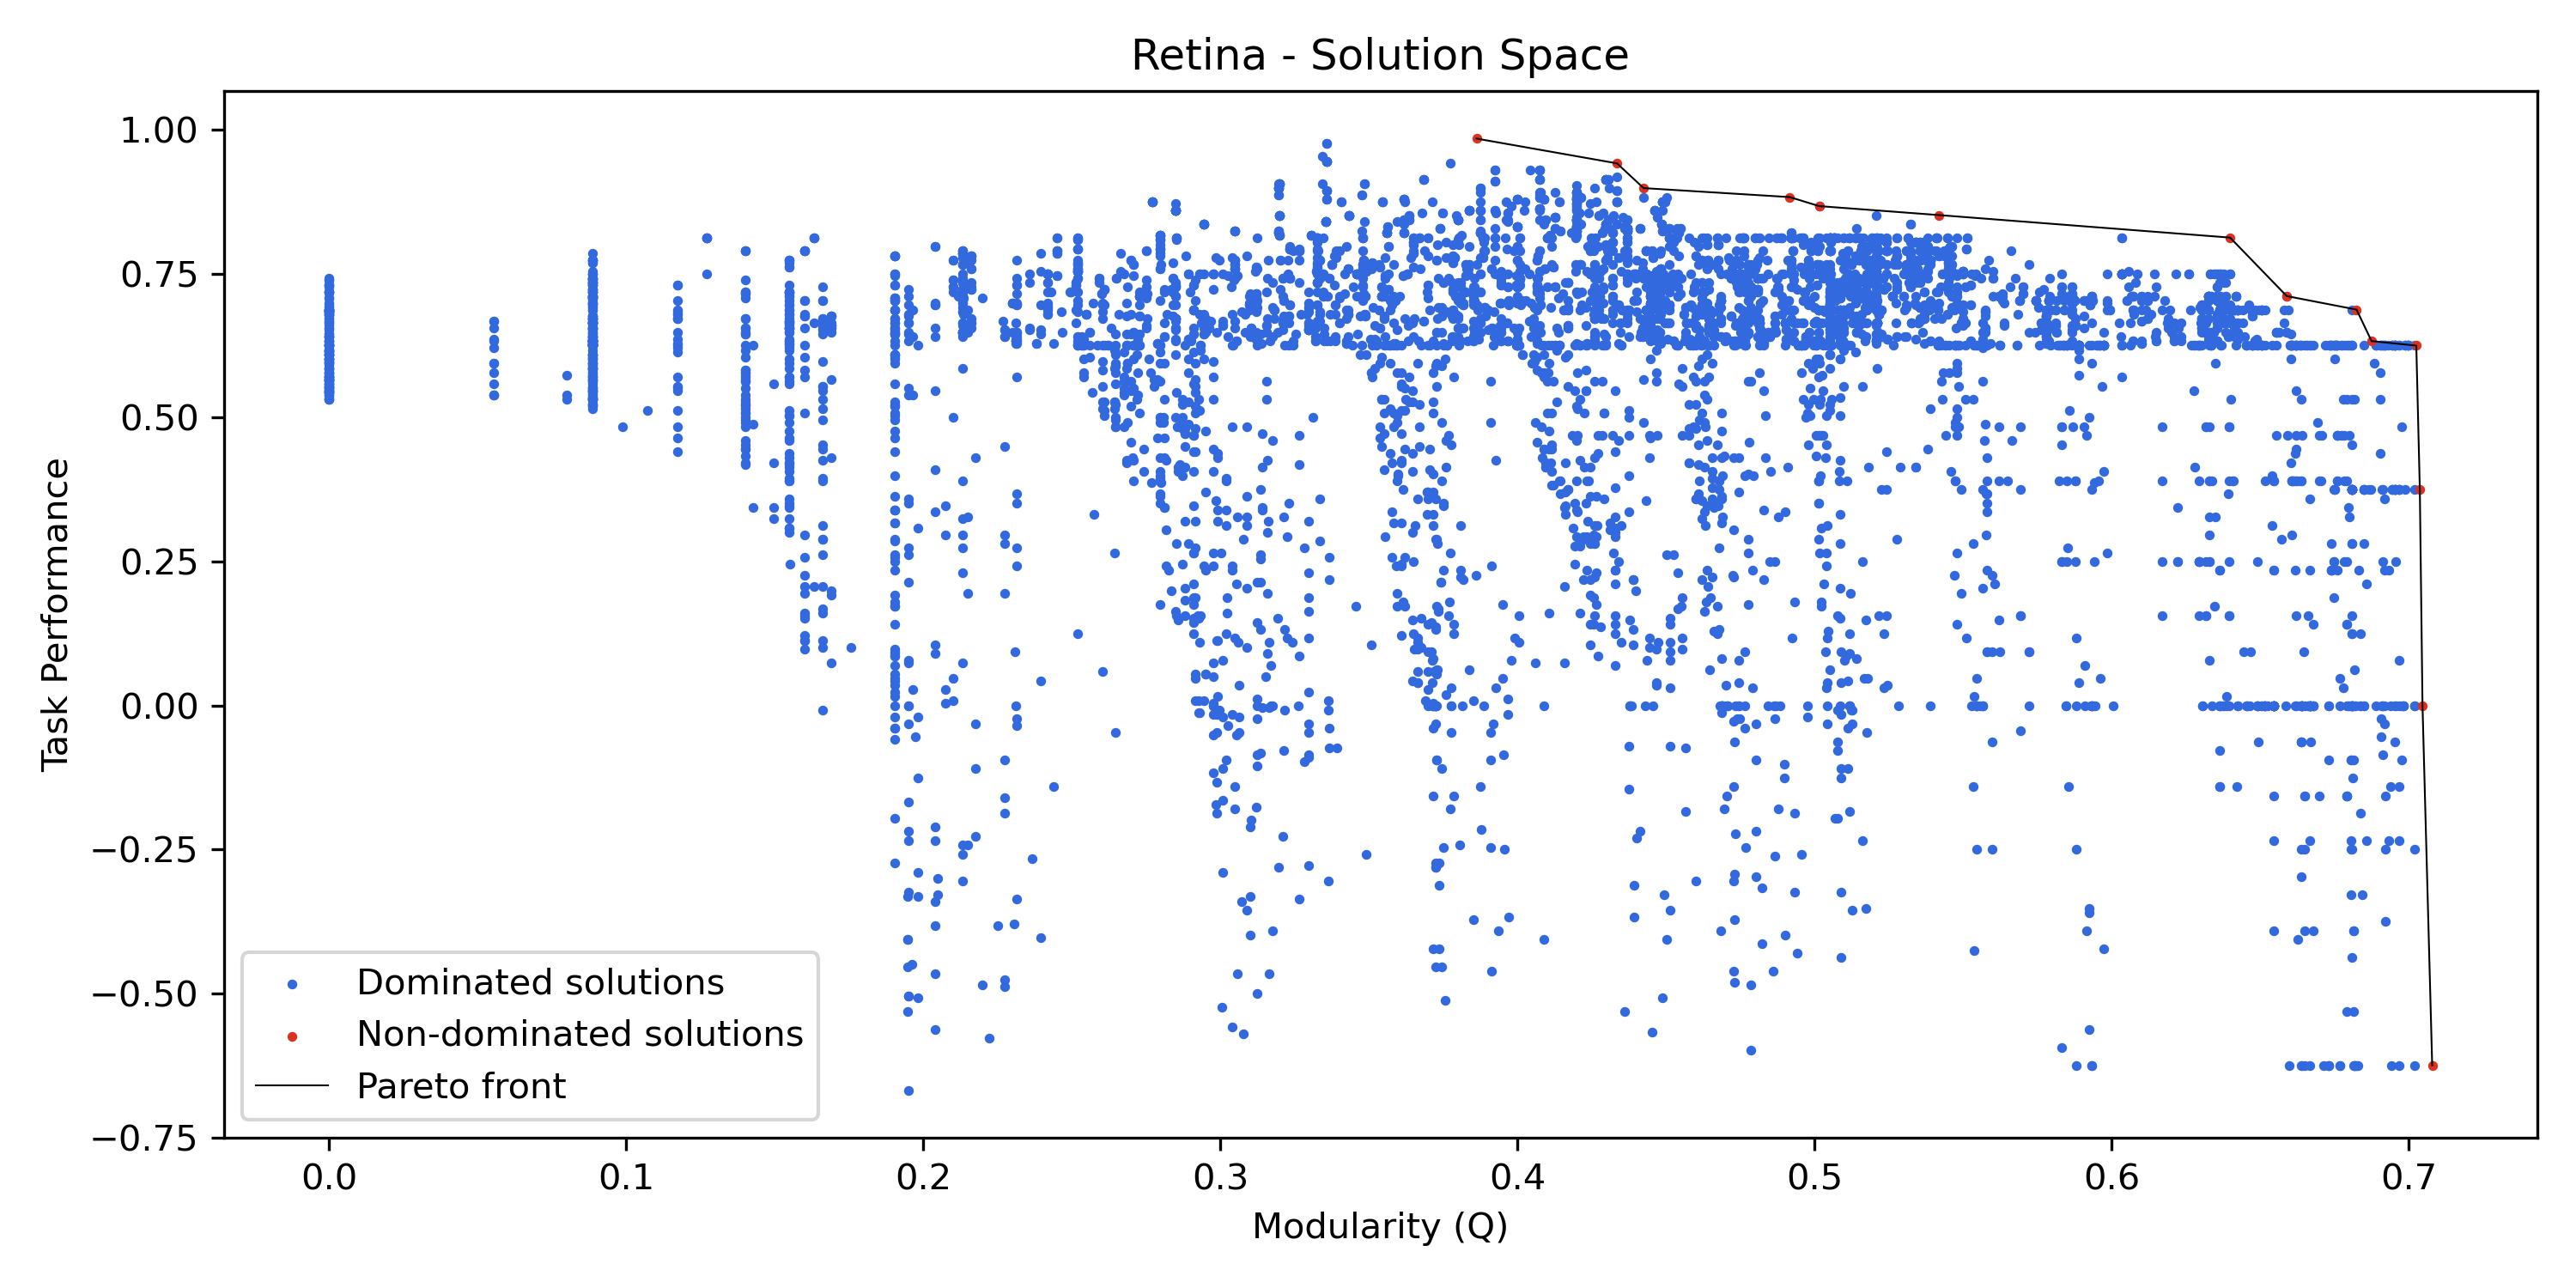 Retina - Solution Space
1.00
0.75
0.50
0.25
0.00
−0.25
−0.50
−0.75
Task Performance
Dominated solutions
Non-dominated solutions
Pareto front
0.0 0.1 0.2 0.3 0.4 0.5 0.6 0.7
Modularity (Q)